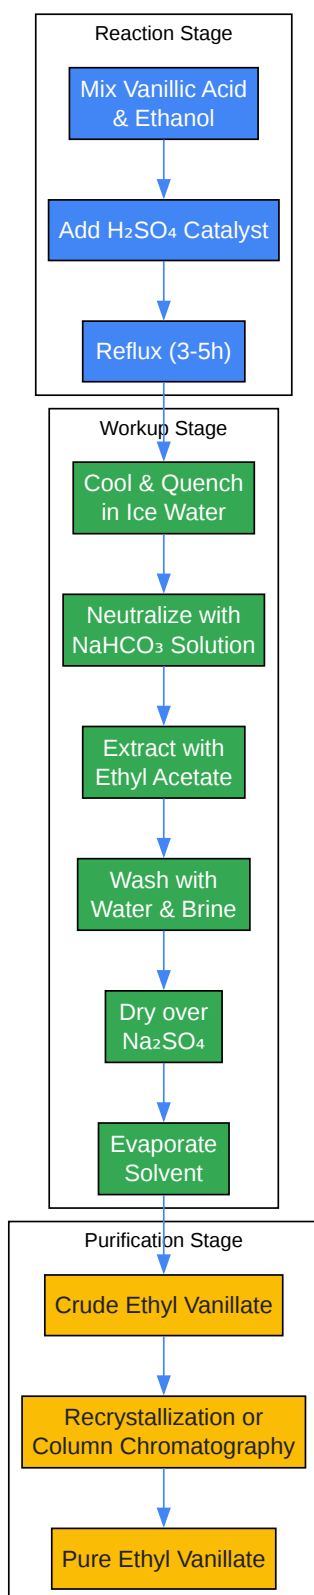 Reaction Stage
Mix Vanillic Acid
& Ethanol
Add H₂SO₄ Catalyst
Reflux (3-5h)
Workup Stage
Cool & Quench
in Ice Water
Neutralize with
NaHCO₃ Solution
Extract with
Ethyl Acetate
Wash with
Water & Brine
Dry over
Na₂SO₄
Evaporate
Solvent
Purification Stage
Crude Ethyl Vanillate
Recrystallization or
Column Chromatography
Pure Ethyl Vanillate